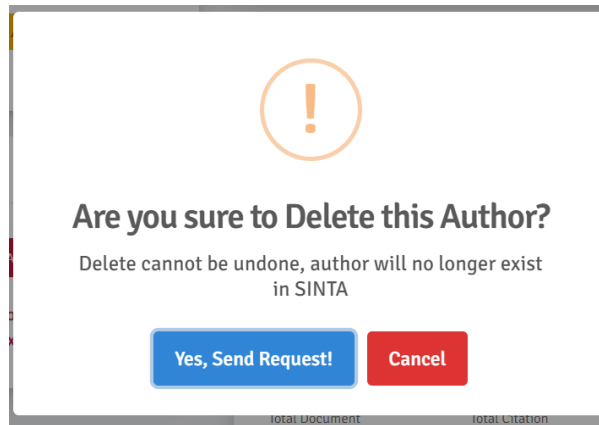 !
Are you sure to Delete this Author?
Delete cannot be undone, author will no longer exist
in SINTA
Yes, Send Request!
Cancel
Total Document
Total Citation